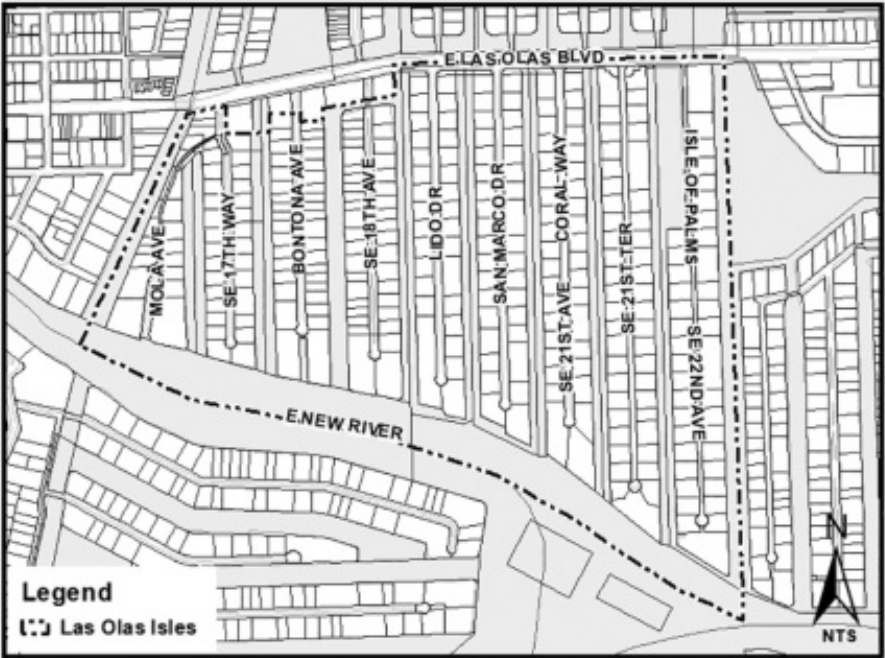 E LAS OLAS BLVD
MOLA AVE
SE 17TH WAY
BONTONA AVE
SE 18TH AVE
LIDO DR
SAN MARCO DR
SE 21ST AVE
CORAL WAY
SE 21ST TER
ISLE OF PALMS
SE 22ND AVE
E NEW RIVER
Legend
Las Olas Isles
N
NTS